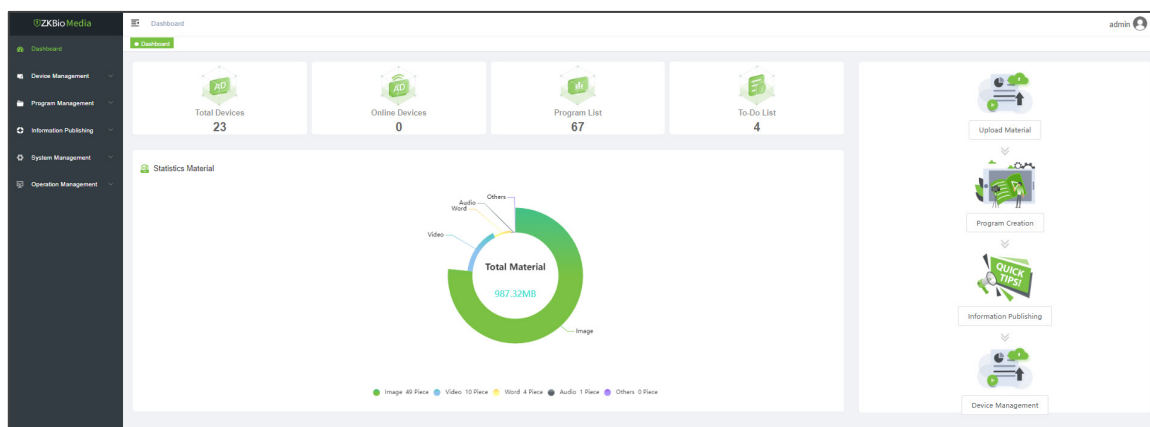 ZKBioMedia
Dashboard
admin
Dashboard
Dashboard
Device Management
Program Management
Information Publishing
System Management
Operation Management
AD
Total Devices
23
AD
Online Devices
0
Program List
67
To-Do List
4
Statistics Material
Others
Audio
Word
Video
Total Material
987.32MB
Image
Image 49 Piece Video 10 Piece Word 4 Piece Audio 1 Piece Others 0 Piece
Upload Material
Program Creation
QUICK
TIPS!
Information Publishing
Device Management